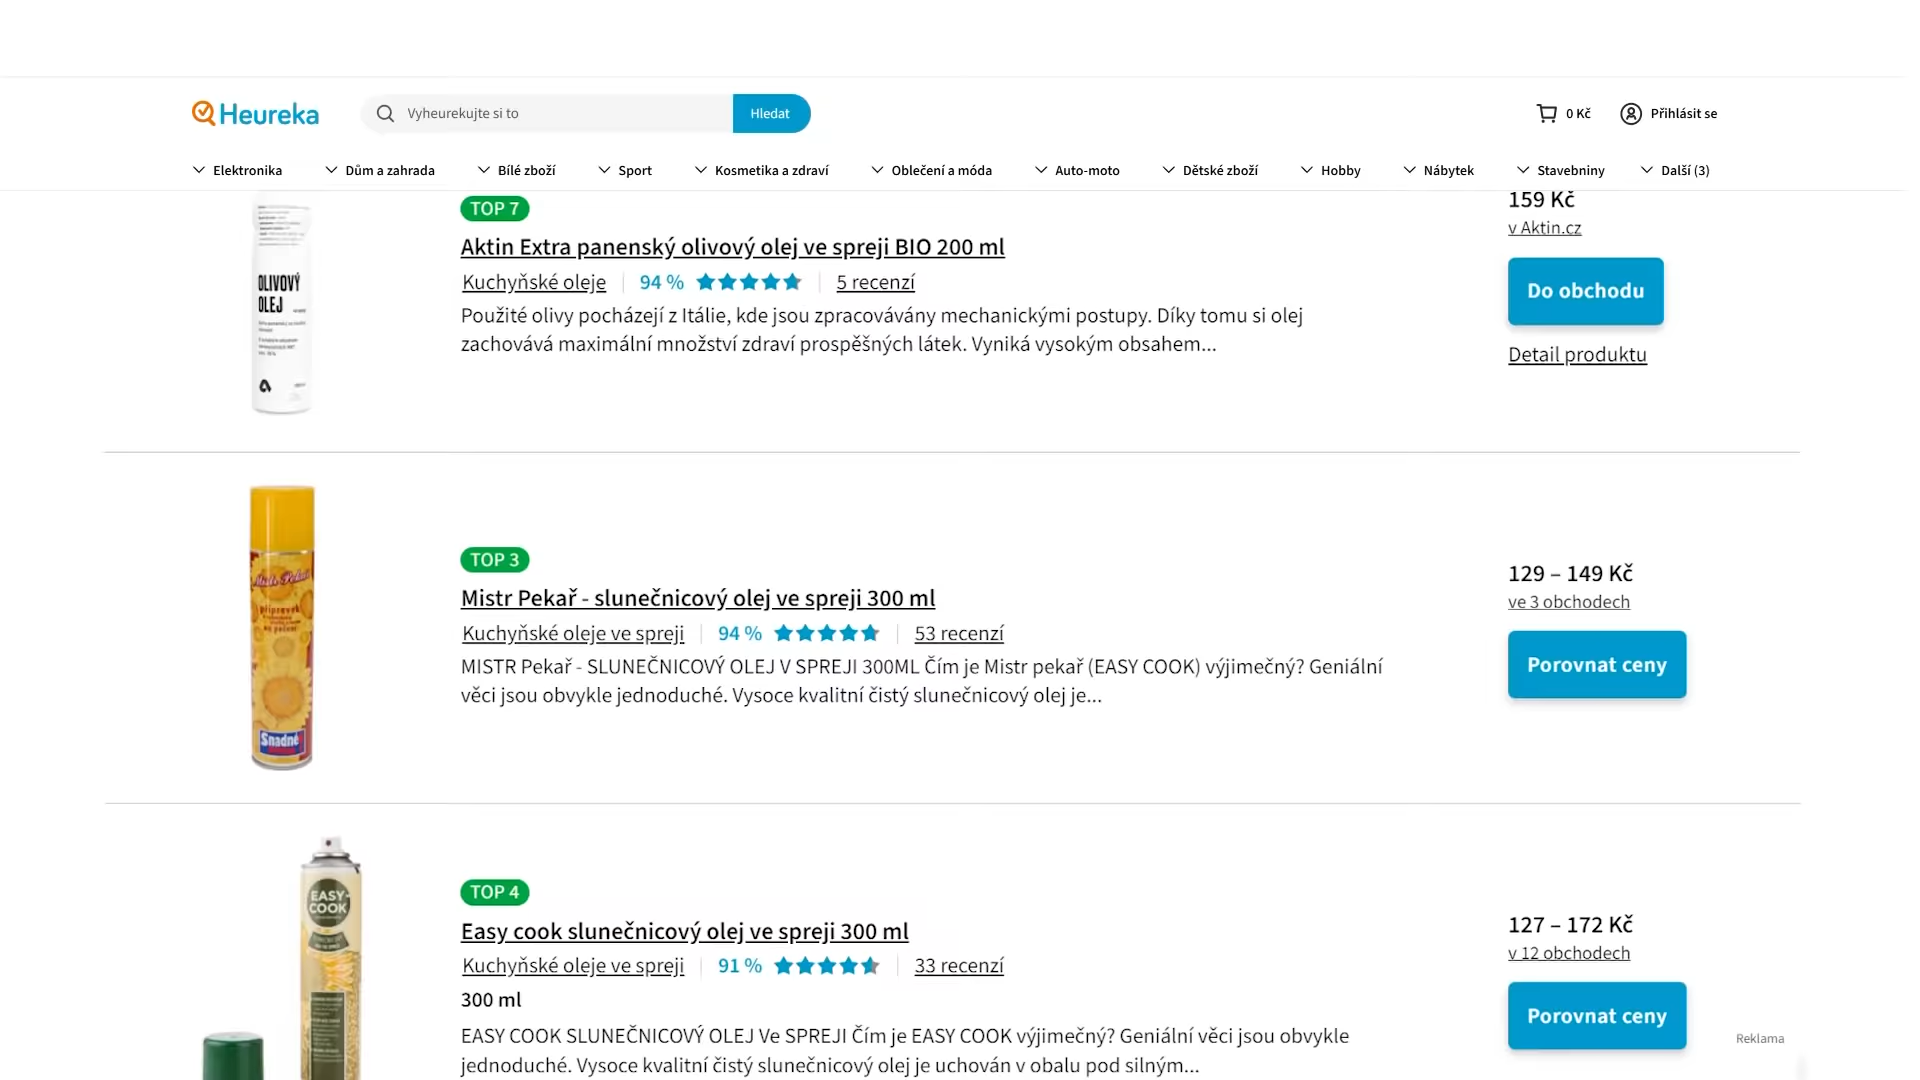 Heureka
Vyheurekujte si to
Hledat
0 Kč
Přihlásit se
Elektronika
Dům a zahrada
Bílé zboží
Sport
Kosmetika a zdraví
Oblečení a móda
Auto-moto
Dětské zboží
Hobby
Nábytek
Stavebniny
Další (3)
OLIVOVÝ
OLEJ
TOP 7
Aktin Extra panenský olivový olej ve spreji BIO 200 ml
Kuchyňské oleje
94 %
5 recenzí
Použité olivy pocházejí z Itálie, kde jsou zpracovávány mechanickými postupy. Díky tomu si olej
zachovává maximální množství zdraví prospěšných látek. Vyniká vysokým obsahem...
159 Kč
v Aktin.cz
Do obchodu
Detail produktu
Mistr Pekař
přípravek
Snadné
TOP 3
Mistr Pekař - slunečnicový olej ve spreji 300 ml
Kuchyňské oleje ve spreji
94 %
53 recenzí
MISTR Pekař - SLUNEČNICOVÝ OLEJ V SPREJI 300ML Čím je Mistr pekař (EASY COOK) výjimečný? Geniální
věci jsou obvykle jednoduché. Vysoce kvalitní čistý slunečnicový olej je...
129 – 149 Kč
ve 3 obchodech
Porovnat ceny
EASY-
COOK
TOP 4
Easy cook slunečnicový olej ve spreji 300 ml
Kuchyňské oleje ve spreji
91 %
33 recenzí
300 ml
EASY COOK SLUNEČNICOVÝ OLEJ Ve SPREJI Čím je EASY COOK výjimečný? Geniální věci jsou obvykle
jednoduché. Vysoce kvalitní čistý slunečnicový olej je uchován v obalu pod silným...
127 – 172 Kč
v 12 obchodech
Porovnat ceny
Reklama